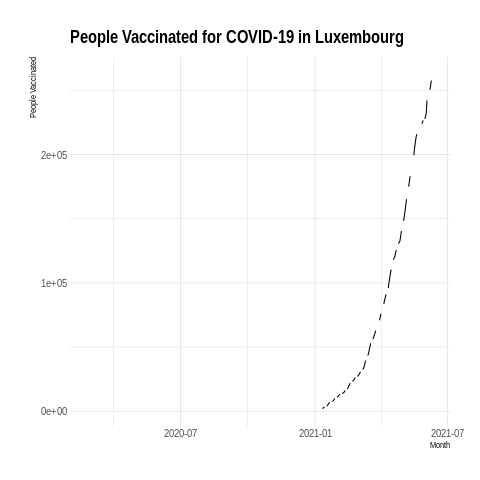 People Vaccinated for COVID-19 in Luxembourg
People Vaccinated
2e+05
1e+05
0e+00
2020-07 2021-01 2021-07
Month